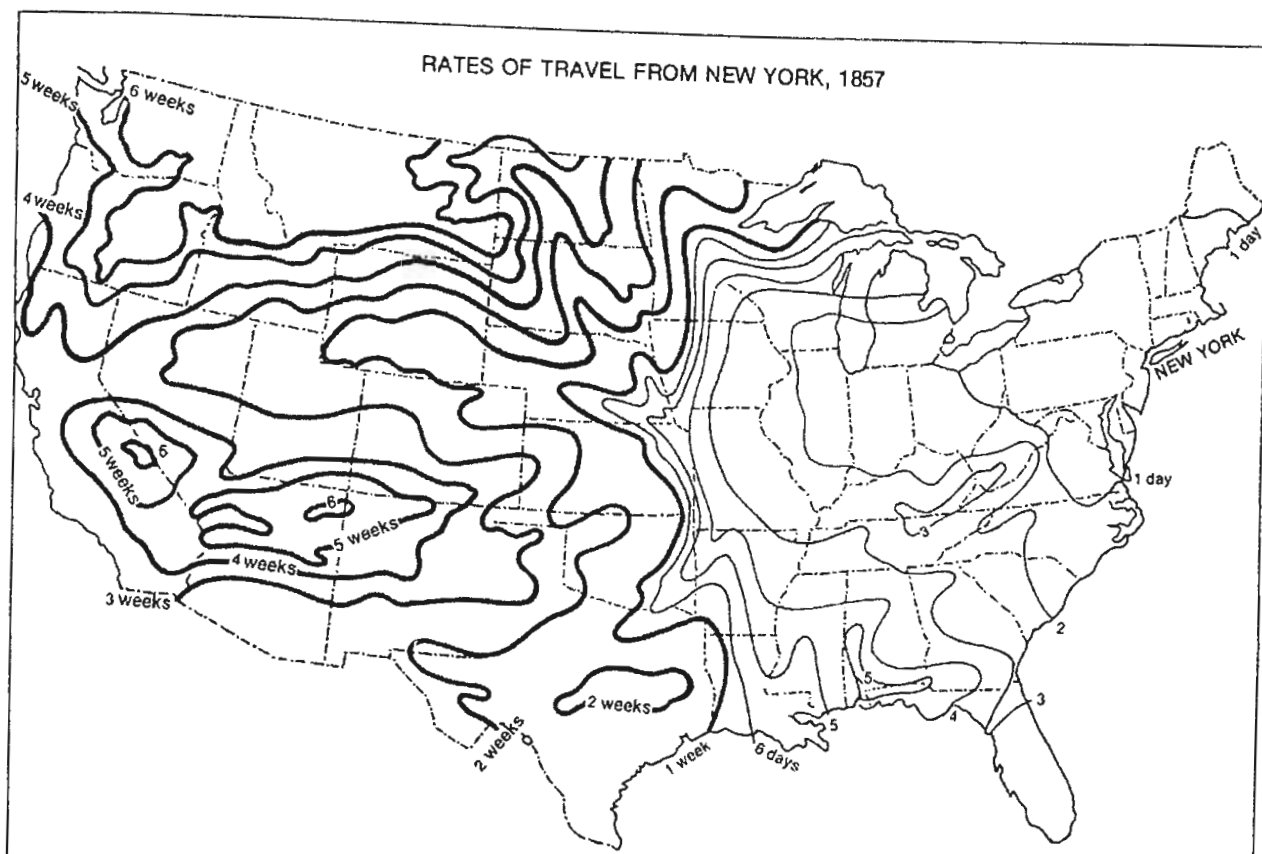 RATES OF TRAVEL FROM NEW YORK, 1857
5 weeks
6 weeks
4 weeks
1 day
NEW YORK
6
5 weeks
6
5 weeks
1 day
3
4 weeks
3 weeks
2
5
2 weeks
3
2 weeks
1 week
6 days
5
4